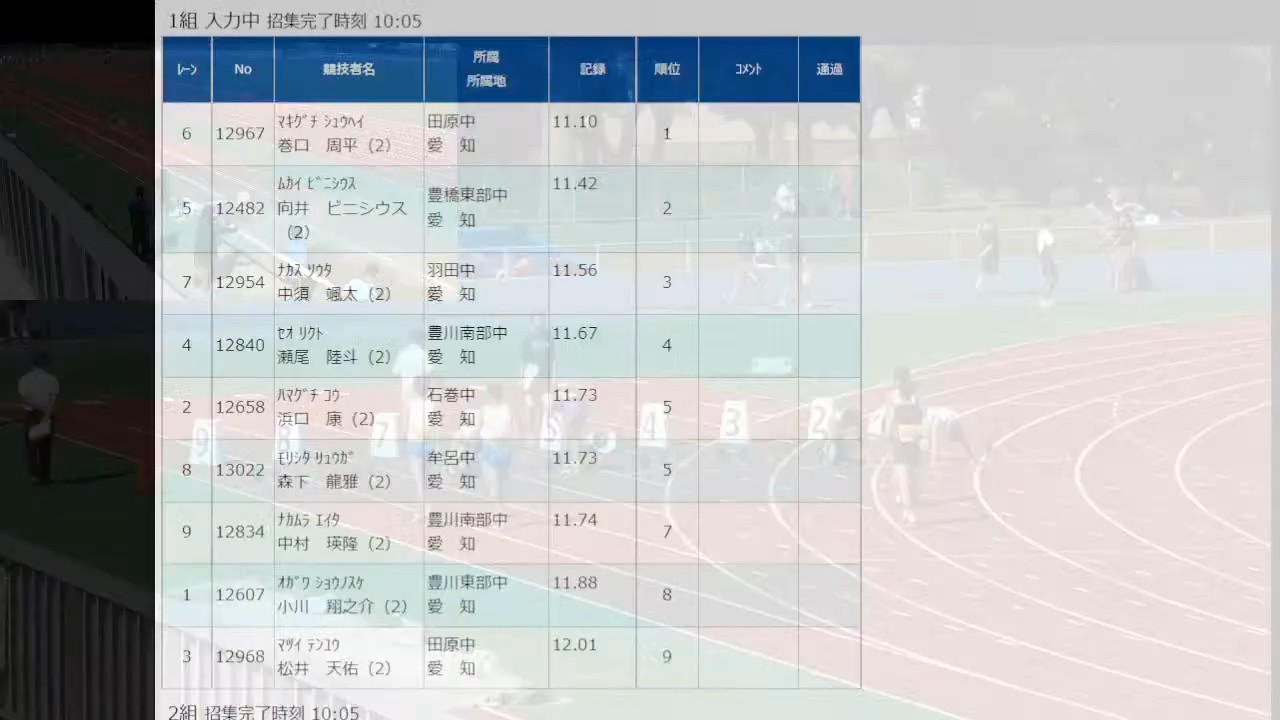 1組 入力中 招集完了時刻 10:05
ﾚｰﾝ No 競技者名 所属 記録 順位 ｺﾒﾝﾄ 通過
所属地
6 12967 ﾏｷｸﾞﾁ ｼｭｳﾍｲ 田原中 11.10 1
巻口　周平 (2) 愛　知
5 12482 ﾑｶｲ ﾋﾞﾆｼｳｽ 豊橋東部中 11.42 2
向井　ビニシウス 愛　知
(2)
7 12954 ﾅｶｽ ｿｳﾀ 羽田中 11.56 3
中須　颯太 (2) 愛　知
4 12840 ｾｵ ﾘｸﾄ 豊川南部中 11.67 4
瀬尾　陸斗 (2) 愛　知
2 12658 ﾊﾏｸﾞﾁ ｺｳ 石巻中 11.73 5
浜口　康 (2) 愛　知
8 13022 ﾓﾘｼﾀ ﾘｭｳｶﾞ 牟呂中 11.73 5
森下　龍雅 (2) 愛　知
9 12834 ﾅｶﾑﾗ ｴｲﾀ 豊川南部中 11.74 7
中村　瑛隆 (2) 愛　知
1 12607 ｵｶﾞﾜ ｼｮｳﾉｽｹ 豊川東部中 11.88 8
小川　翔之介 (2) 愛　知
3 12968 ﾏﾂｲ ﾃﾝﾕｳ 田原中 12.01 9
松井　天佑 (2) 愛　知
9 8 7 4 3 2
2組 招集完了時刻 10:05